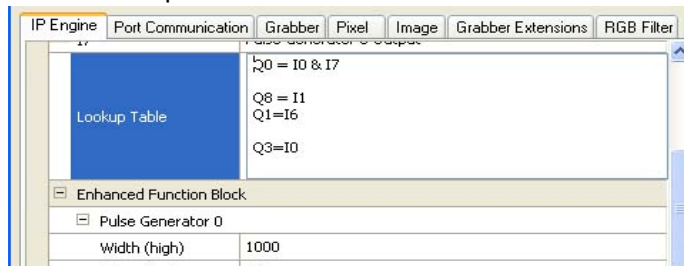 IP Engine Port Communication Grabber Pixel Image Grabber Extensions RGB Filter
I7 Pulse Generator 0 Output
Q0 = I0 & I7
Q8 = I1
Lookup Table
Q1=I6
Q3=I0
Enhanced Function Block
Pulse Generator 0
Width (high) 1000